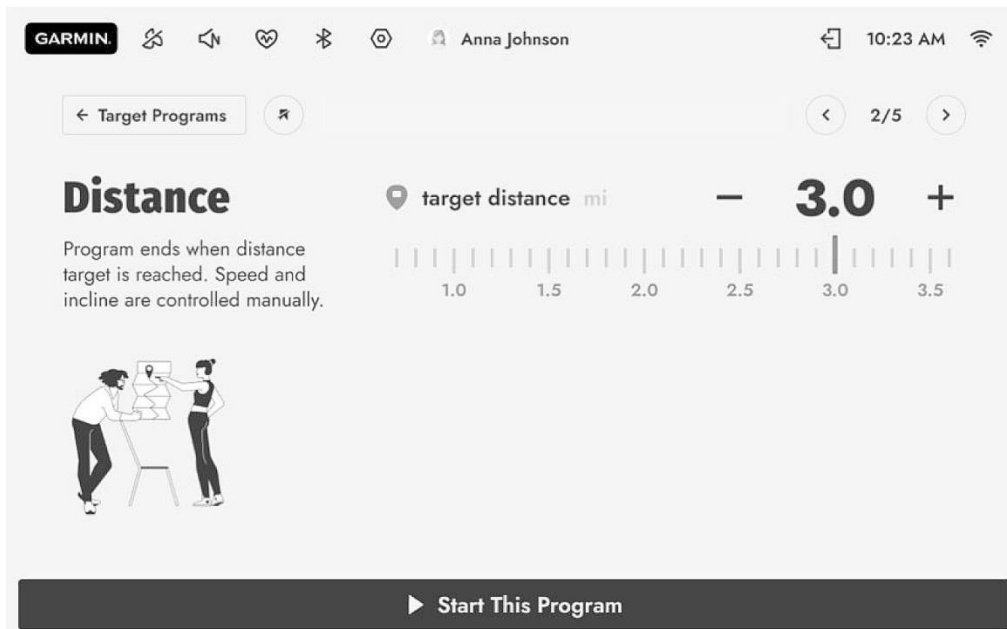 GARMIN. Anna Johnson 10:23 AM
← Target Programs 2/5
Distance
target distance mi − 3.0 +
Program ends when distance
target is reached. Speed and
incline are controlled manually.
1.0 1.5 2.0 2.5 3.0 3.5
Start This Program